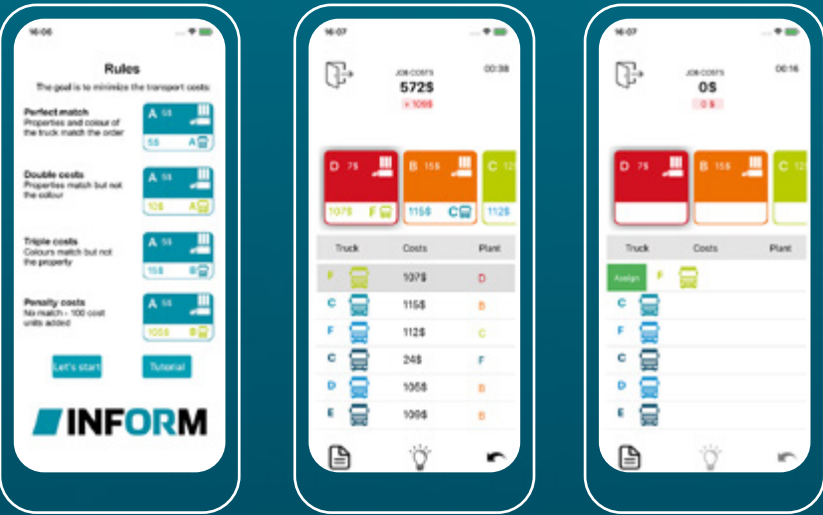 16:06
Rules
The goal is to minimize the transport costs:
Perfect match
Properties and colour of
the truck match the order
A 5$
5$ A
Double costs
Properties match but not
the colour
A 5$
10$ A
Triple costs
Colours match but not
the property
A 5$
15$ B
Penalty costs
No match - 100 cost
units added
A 5$
105$ B
Let's start
Tutorial
INFORM
16:07
JOB COSTS
00:38
572$
+ 109$
D 7$
B 15$
C 12$
107$ F
115$ C
112$
Truck Costs Plant
F 107$ D
C 115$ B
F 112$ C
C 24$ F
D 105$ B
E 109$ B
16:07
JOB COSTS
00:16
0$
0 $
D 7$
B 15$
C 12
Truck Costs Plant
Assign F
C
F
C
D
E